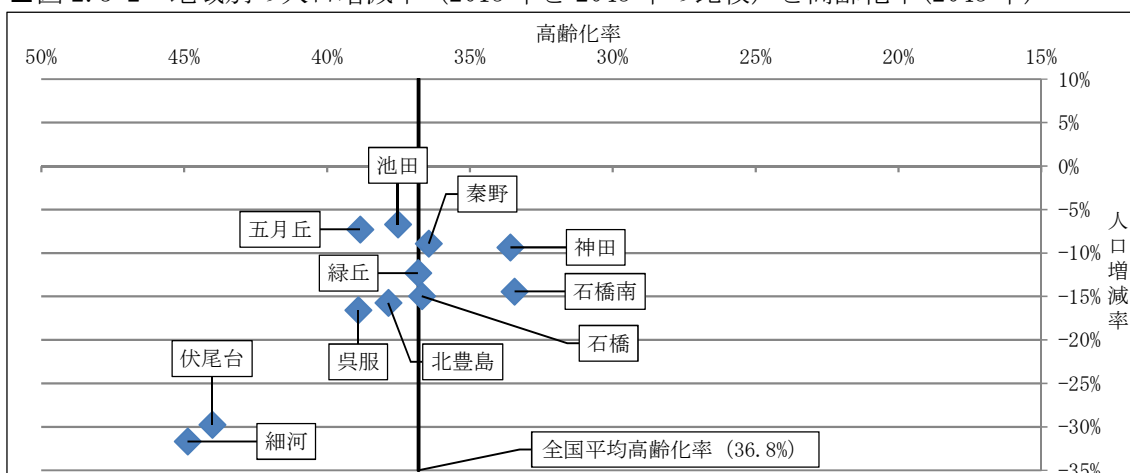 高齢化率
50% 45% 40% 35% 30% 25% 20% 15%
10%
5%
0%
-5%
-10%
-15%
-20%
-25%
-30%
-35%
人口増減率
池田
秦野
五月丘
神田
緑丘
石橋南
石橋
伏尾台
呉服
北豊島
細河
全国平均高齢化率 (36.8%)